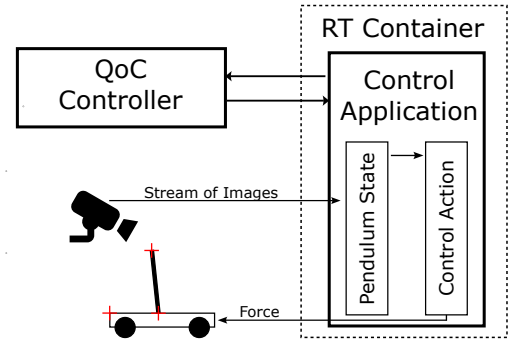 RT Container
QoC
Controller
Control
Application
Stream of Images
Pendulum State
Control Action
Force